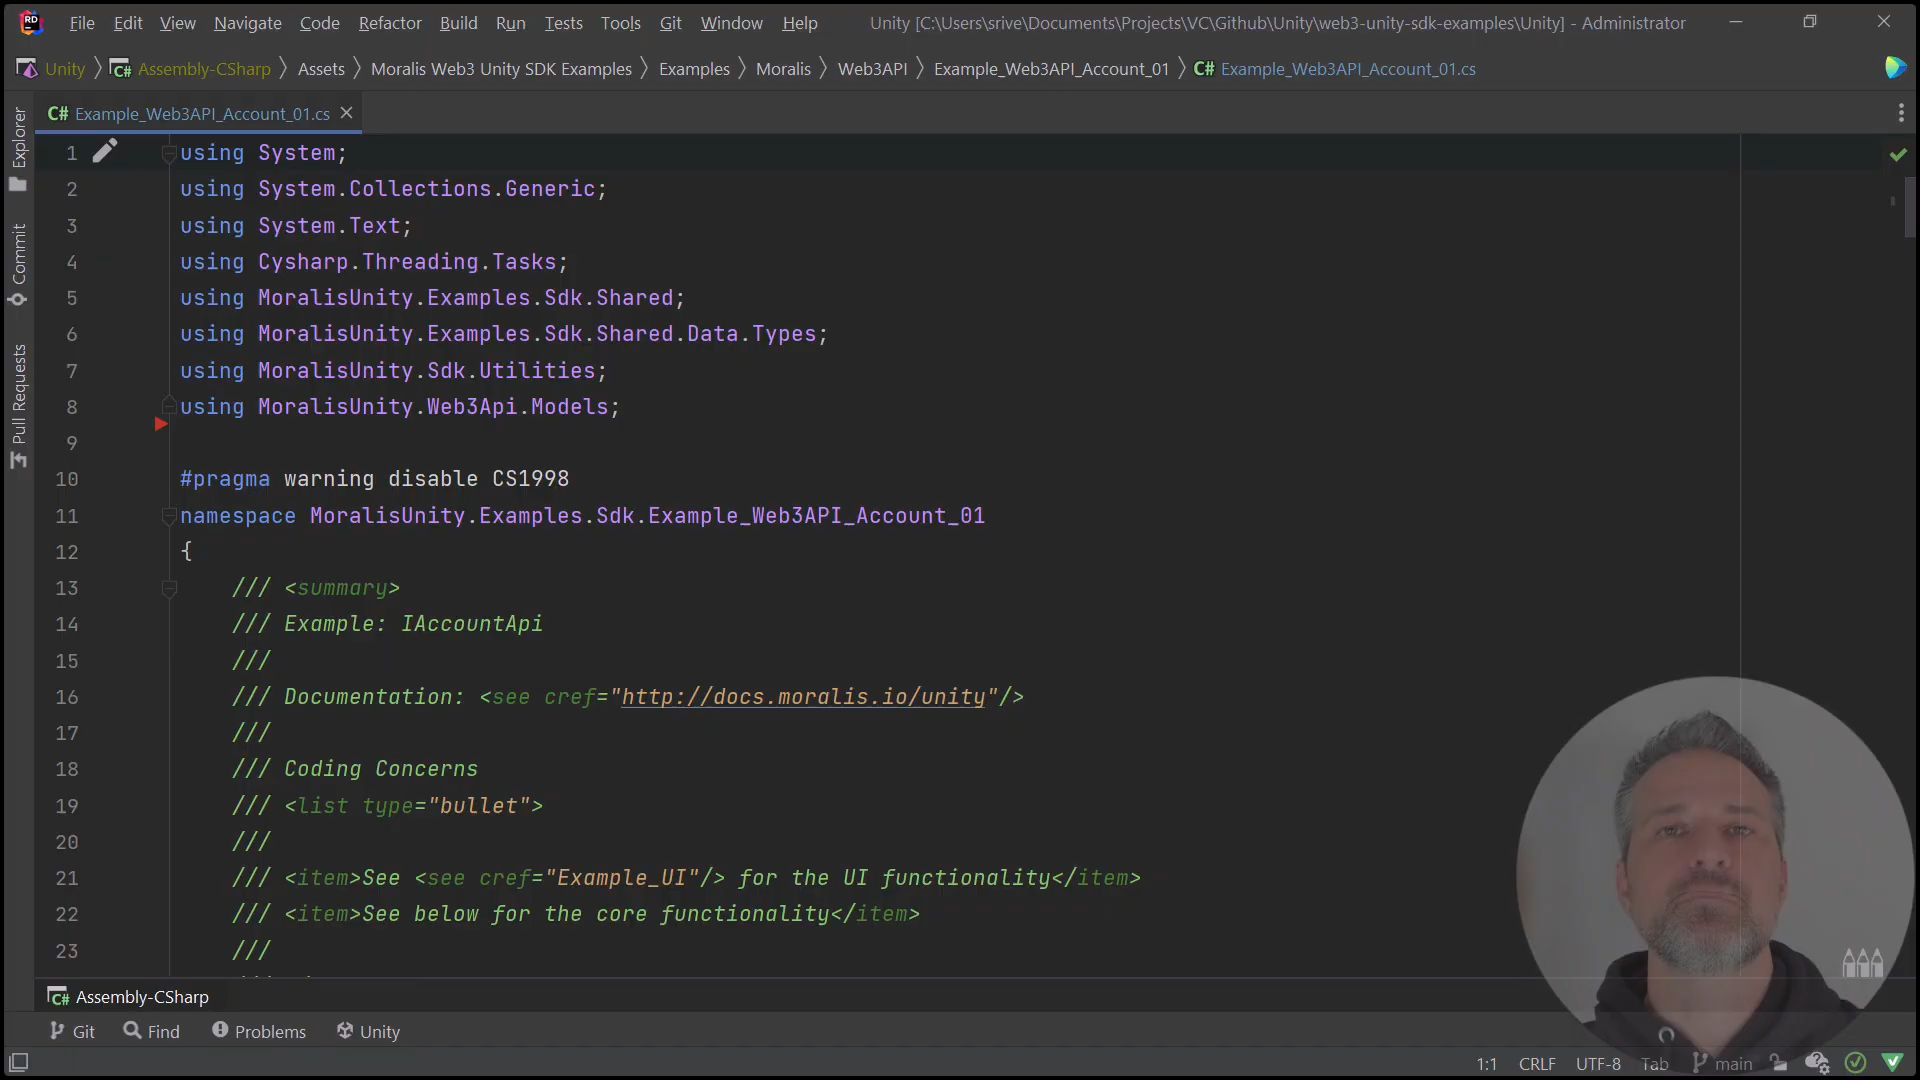 RD File Edit View Navigate Code Refactor Build Run Tests Tools Git Window Help Unity [C:\Users\srive\Documents\Projects\VC\Github\Unity\web3-unity-sdk-examples\Unity] - Administrator
Unity Assembly-CSharp Assets Moralis Web3 Unity SDK Examples Examples Moralis Web3API Example_Web3API_Account_01 C# Example_Web3API_Account_01.cs
C# Example_Web3API_Account_01.cs
Explorer
Commit
Pull Requests
1 using System;
2 using System.Collections.Generic;
3 using System.Text;
4 using Cysharp.Threading.Tasks;
5 using MoralisUnity.Examples.Sdk.Shared;
6 using MoralisUnity.Examples.Sdk.Shared.Data.Types;
7 using MoralisUnity.Sdk.Utilities;
8 using MoralisUnity.Web3Api.Models;
9
10 #pragma warning disable CS1998
11 namespace MoralisUnity.Examples.Sdk.Example_Web3API_Account_01
12 {
13 /// <summary>
14 /// Example: IAccountApi
15 ///
16 /// Documentation: <see cref="http://docs.moralis.io/unity"/>
17 ///
18 /// Coding Concerns
19 /// <list type="bullet">
20 ///
21 /// <item>See <see cref="Example_UI"/> for the UI functionality</item>
22 /// <item>See below for the core functionality</item>
23 ///
C# Assembly-CSharp
Git Find Problems Unity
1:1 CRLF UTF-8 Tab main